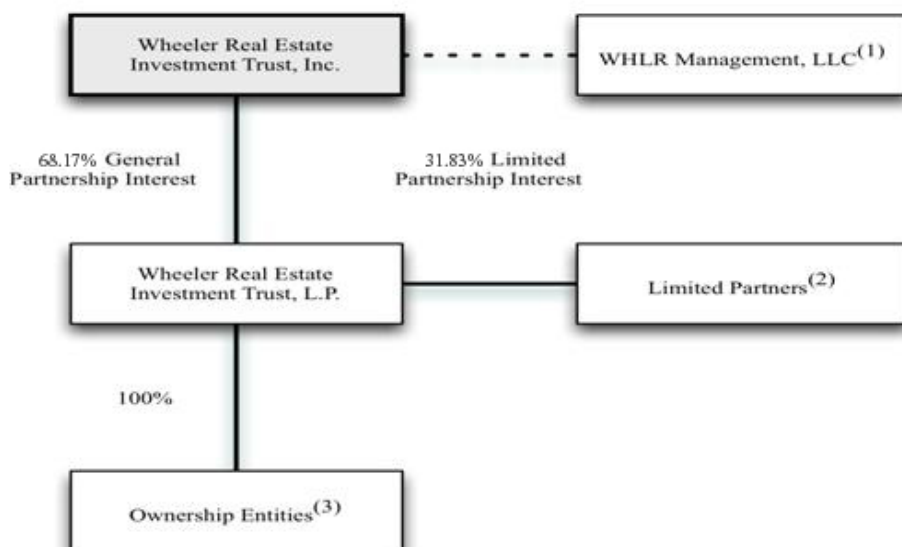 Wheeler Real Estate
Investment Trust, Inc.
WHLR Management, LLC(1)
68.17% General
Partnership Interest
31.83% Limited
Partnership Interest
Wheeler Real Estate
Investment Trust, L.P.
Limited Partners(2)
100%
Ownership Entities(3)